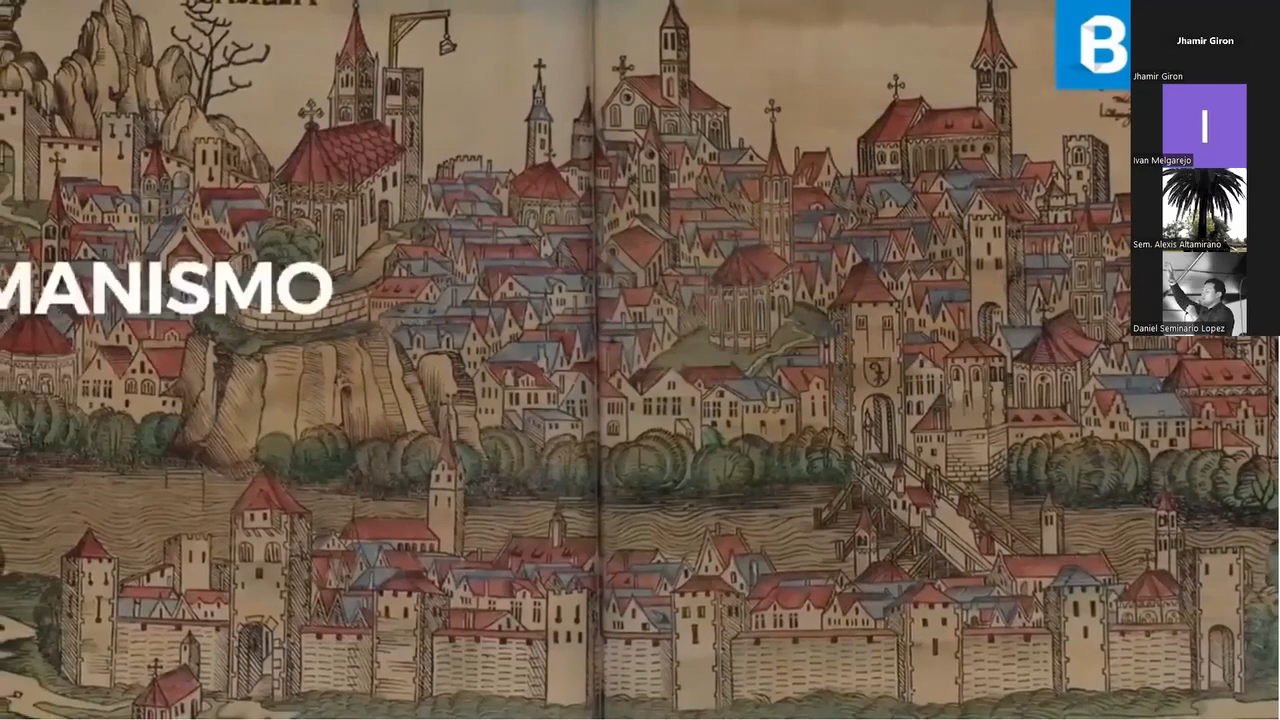 MANISMO
B
Jhamir Giron
Jhamir Giron
I
Ivan Melgarejo
Sem. Alexis Altamirano
Daniel Seminario Lopez